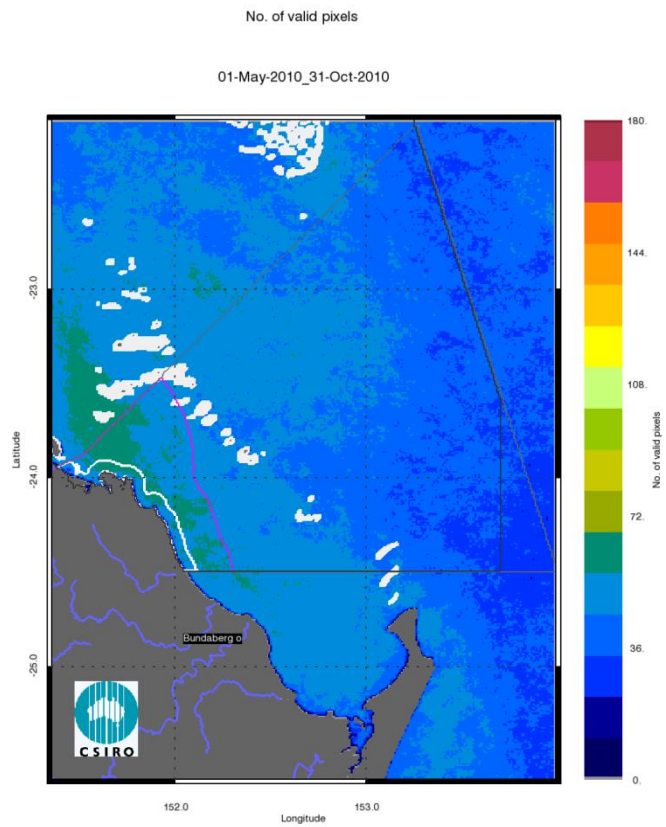 No. of valid pixels
01-May-2010_31-Oct-2010
180.
144.
108.
72.
36.
0.
No. of valid pixels
-23.0
-24.0
-25.0
Latitude
Bundaberg o
CSIRO
152.0 153.0
Longitude